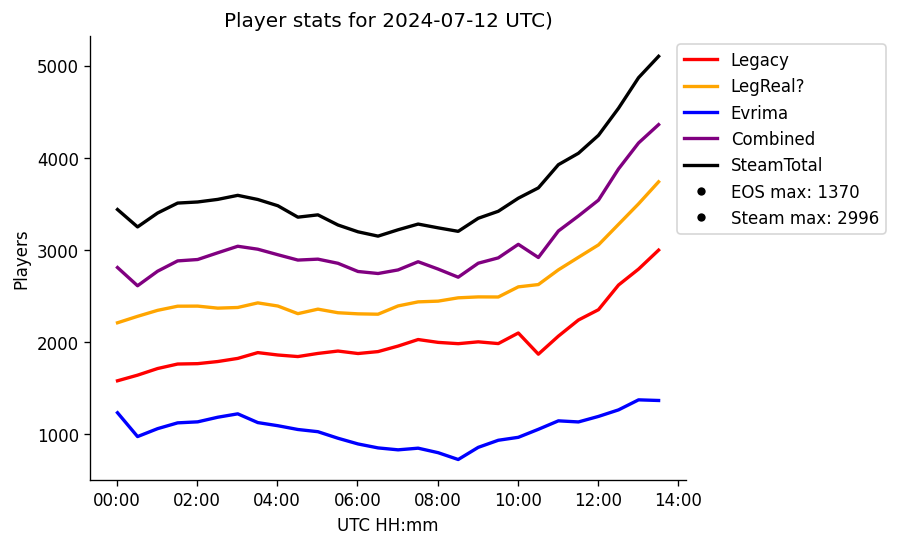 Player stats for 2024-07-12 UTC)
5000
4000
3000
2000
1000
Players
00:00 02:00 04:00 06:00 08:00 10:00 12:00 14:00
UTC HH:mm
Legacy
LegReal?
Evrima
Combined
SteamTotal
EOS max: 1370
Steam max: 2996